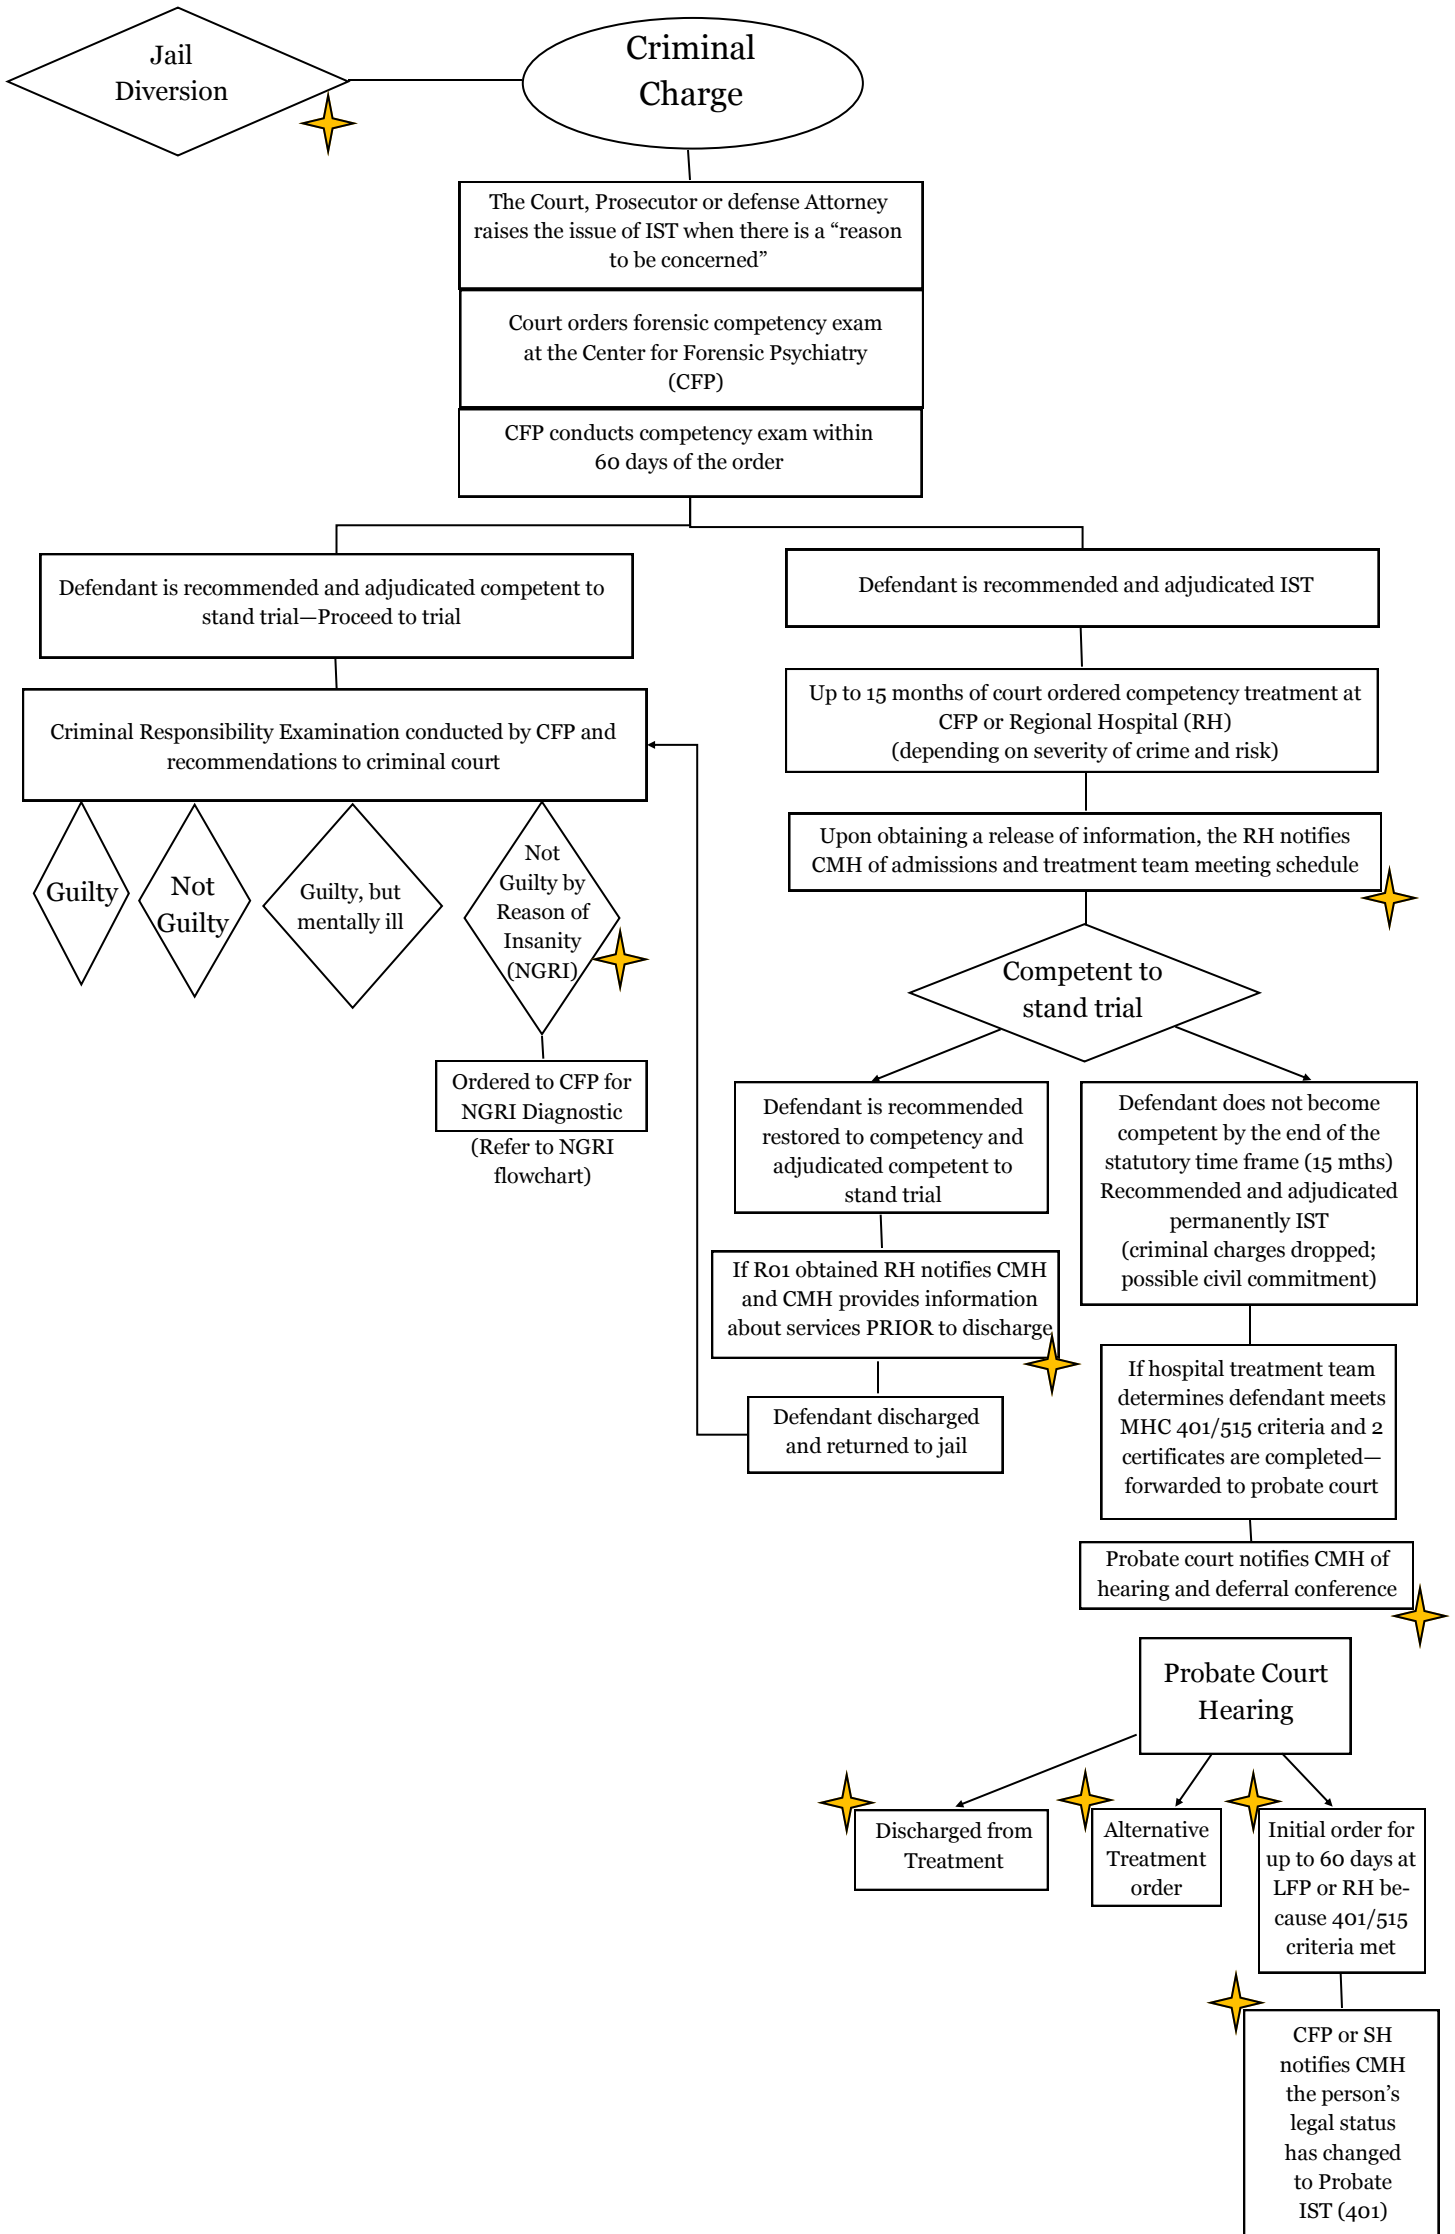 Jail
Diversion
Criminal
Charge
The Court, Prosecutor or defense Attorney
raises the issue of IST when there is a “reason
to be concerned”
Court orders forensic competency exam
at the Center for Forensic Psychiatry
(CFP)
CFP conducts competency exam within
60 days of the order
Defendant is recommended and adjudicated competent to
stand trial—Proceed to trial
Criminal Responsibility Examination conducted by CFP and
recommendations to criminal court
Guilty
Not
Guilty
Guilty, but
mentally ill
Not
Guilty by
Reason of
Insanity
(NGRI)
Ordered to CFP for
NGRI Diagnostic
(Refer to NGRI
flowchart)
Defendant is recommended and adjudicated IST
Up to 15 months of court ordered competency treatment at
CFP or Regional Hospital (RH)
(depending on severity of crime and risk)
Upon obtaining a release of information, the RH notifies
CMH of admissions and treatment team meeting schedule
Competent to
stand trial
Defendant is recommended
restored to competency and
adjudicated competent to
stand trial
If R01 obtained RH notifies CMH
and CMH provides information
about services PRIOR to discharge
Defendant discharged
and returned to jail
Defendant does not become
competent by the end of the
statutory time frame (15 mths)
Recommended and adjudicated
permanently IST
(criminal charges dropped;
possible civil commitment)
If hospital treatment team
determines defendant meets
MHC 401/515 criteria and 2
certificates are completed—
forwarded to probate court
Probate court notifies CMH of
hearing and deferral conference
Probate Court
Hearing
Discharged from
Treatment
Alternative
Treatment
order
Initial order for
up to 60 days at
LFP or RH be-
cause 401/515
criteria met
CFP or SH
notifies CMH
the person’s
legal status
has changed
to Probate
IST (401)